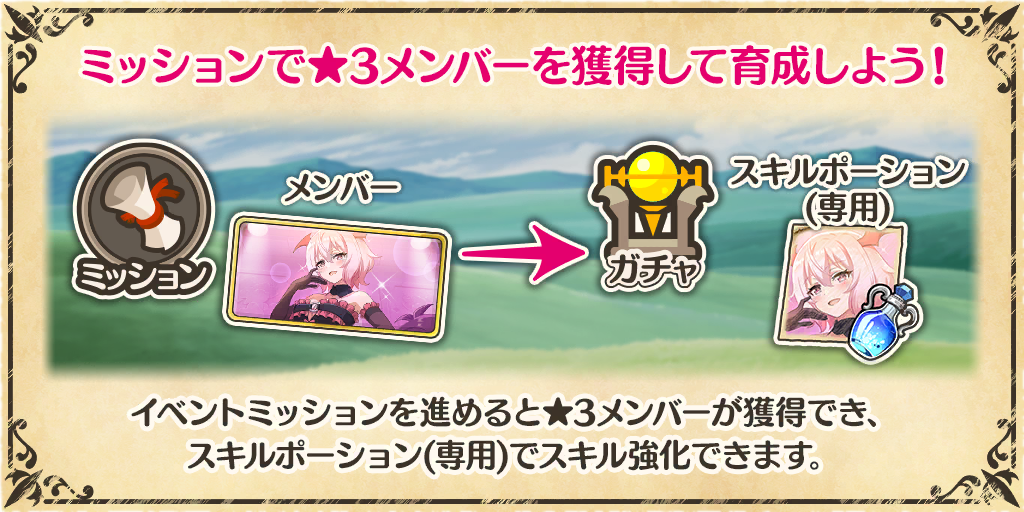 ミッションで★3メンバーを獲得して育成しよう！
ミッション
メンバー
ガチャ
スキルポーション
(専用)
イベントミッションを進めると★3メンバーが獲得でき、
スキルポーション(専用)でスキル強化できます。